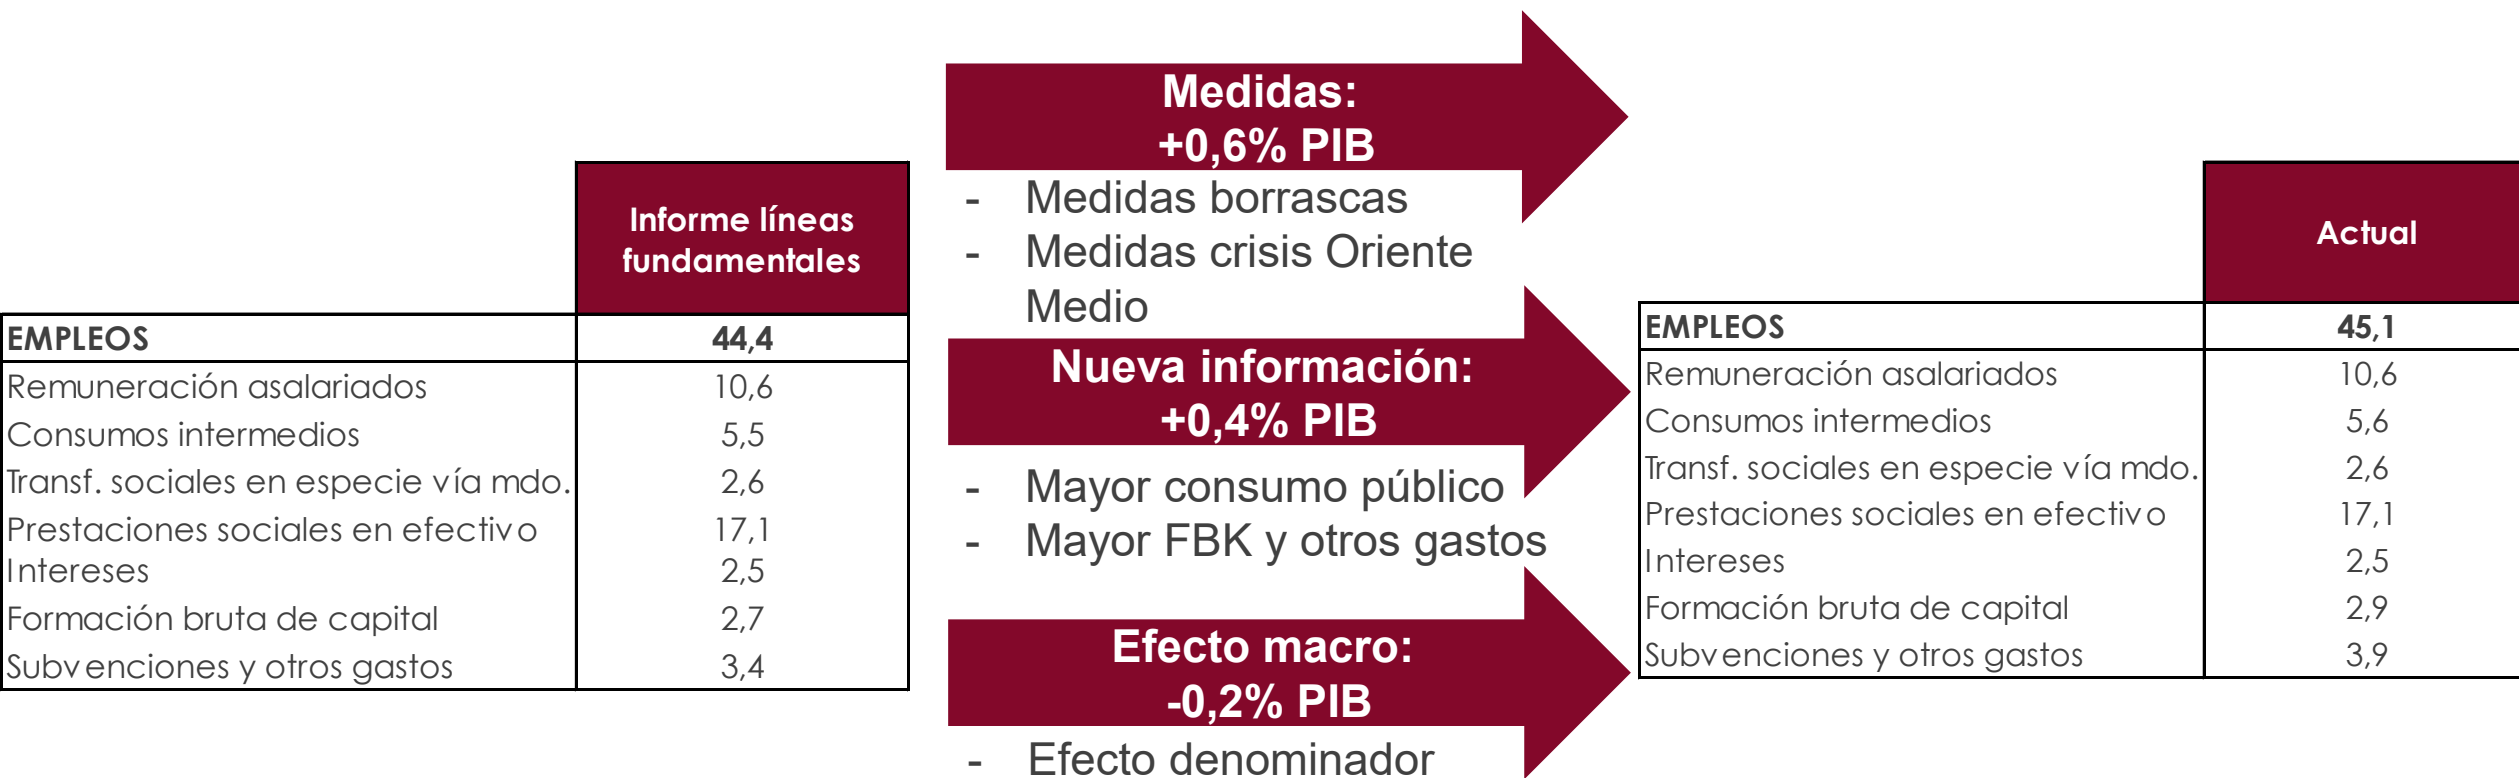 Informe líneas
fundamentales
EMPLEOS 44,4
Remuneración asalariados 10,6
Consumos intermedios 5,5
Transf. sociales en especie vía mdo. 2,6
Prestaciones sociales en efectivo 17,1
Intereses 2,5
Formación bruta de capital 2,7
Subvenciones y otros gastos 3,4
Medidas:
+0,6% PIB
- Medidas borrascas
- Medidas crisis Oriente
Medio
Nueva información:
+0,4% PIB
- Mayor consumo público
- Mayor FBK y otros gastos
Efecto macro:
-0,2% PIB
- Efecto denominador
Actual
EMPLEOS 45,1
Remuneración asalariados 10,6
Consumos intermedios 5,6
Transf. sociales en especie vía mdo. 2,6
Prestaciones sociales en efectivo 17,1
Intereses 2,5
Formación bruta de capital 2,9
Subvenciones y otros gastos 3,9